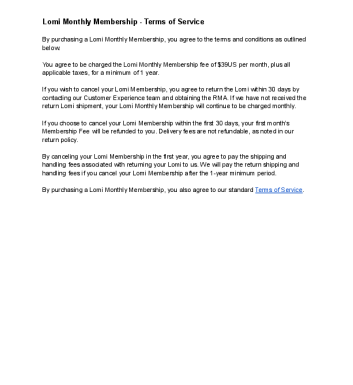 Lomi Monthly Membership - Terms of Service
By purchasing a Lomi Monthly Membership, you agree to the terms and conditions as outlined
below.
You agree to be charged the Lomi Monthly Membership fee of $39US per month, plus all
applicable taxes, for a minimum of 1 year.
If you wish to cancel your Lomi Membership, you agree to return the Lomi within 30 days by
contacting our Customer Experience team and obtaining the RMA. If we have not received the
return Lomi shipment, your Lomi Monthly Membership will continue to be charged monthly.
If you choose to cancel your Lomi Membership within the first 30 days, your first month's
Membership Fee will be refunded to you. Delivery fees are not refundable, as noted in our
return policy.
By canceling your Lomi Membership in the first year, you agree to pay the shipping and
handling fees associated with returning your Lomi to us. We will pay the return shipping and
handling fees if you cancel your Lomi Membership after the 1-year minimum period.
By purchasing a Lomi Monthly Membership, you also agree to our standard Terms of Service.